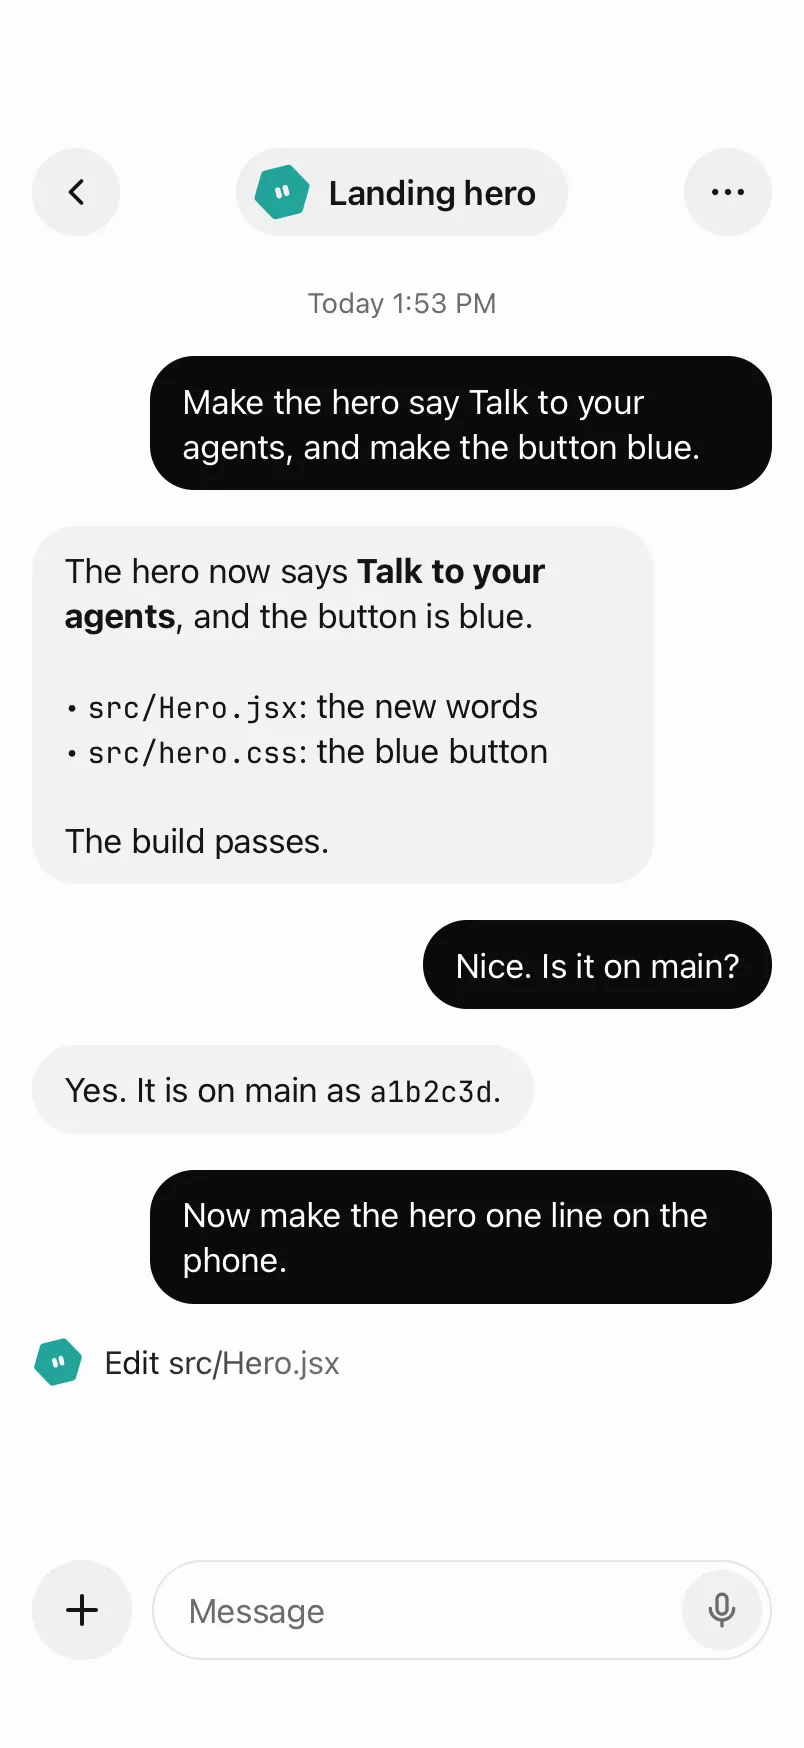 Landing hero
Today 1:53 PM
Make the hero say Talk to your
agents, and make the button blue.
The hero now says Talk to your
agents, and the button is blue.
• src/Hero.jsx: the new words
• src/hero.css: the blue button
The build passes.
Nice. Is it on main?
Yes. It is on main as a1b2c3d.
Now make the hero one line on the
phone.
Edit src/Hero.jsx
Message